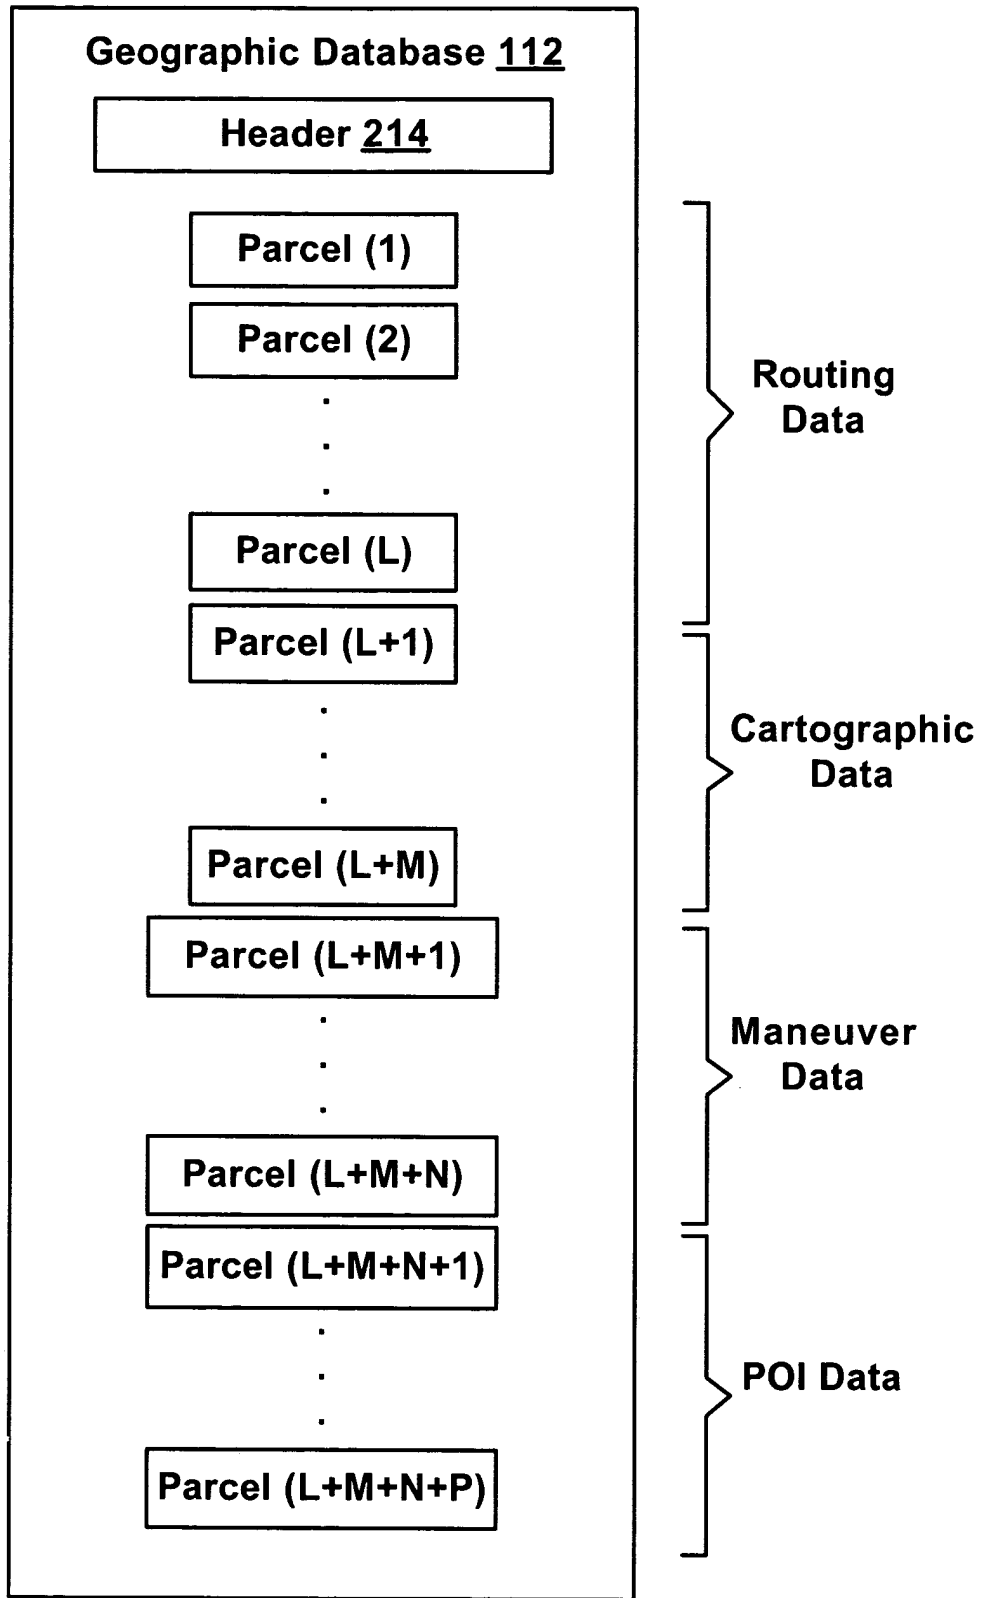 Geographic Database 112
Header 214
Parcel (1)
Parcel (2)
Parcel (L)
Parcel (L+1)
Parcel (L+M)
Parcel (L+M+1)
Parcel (L+M+N)
Parcel (L+M+N+1)
Parcel (L+M+N+P)
Routing
Data
Cartographic
Data
Maneuver
Data
POI Data